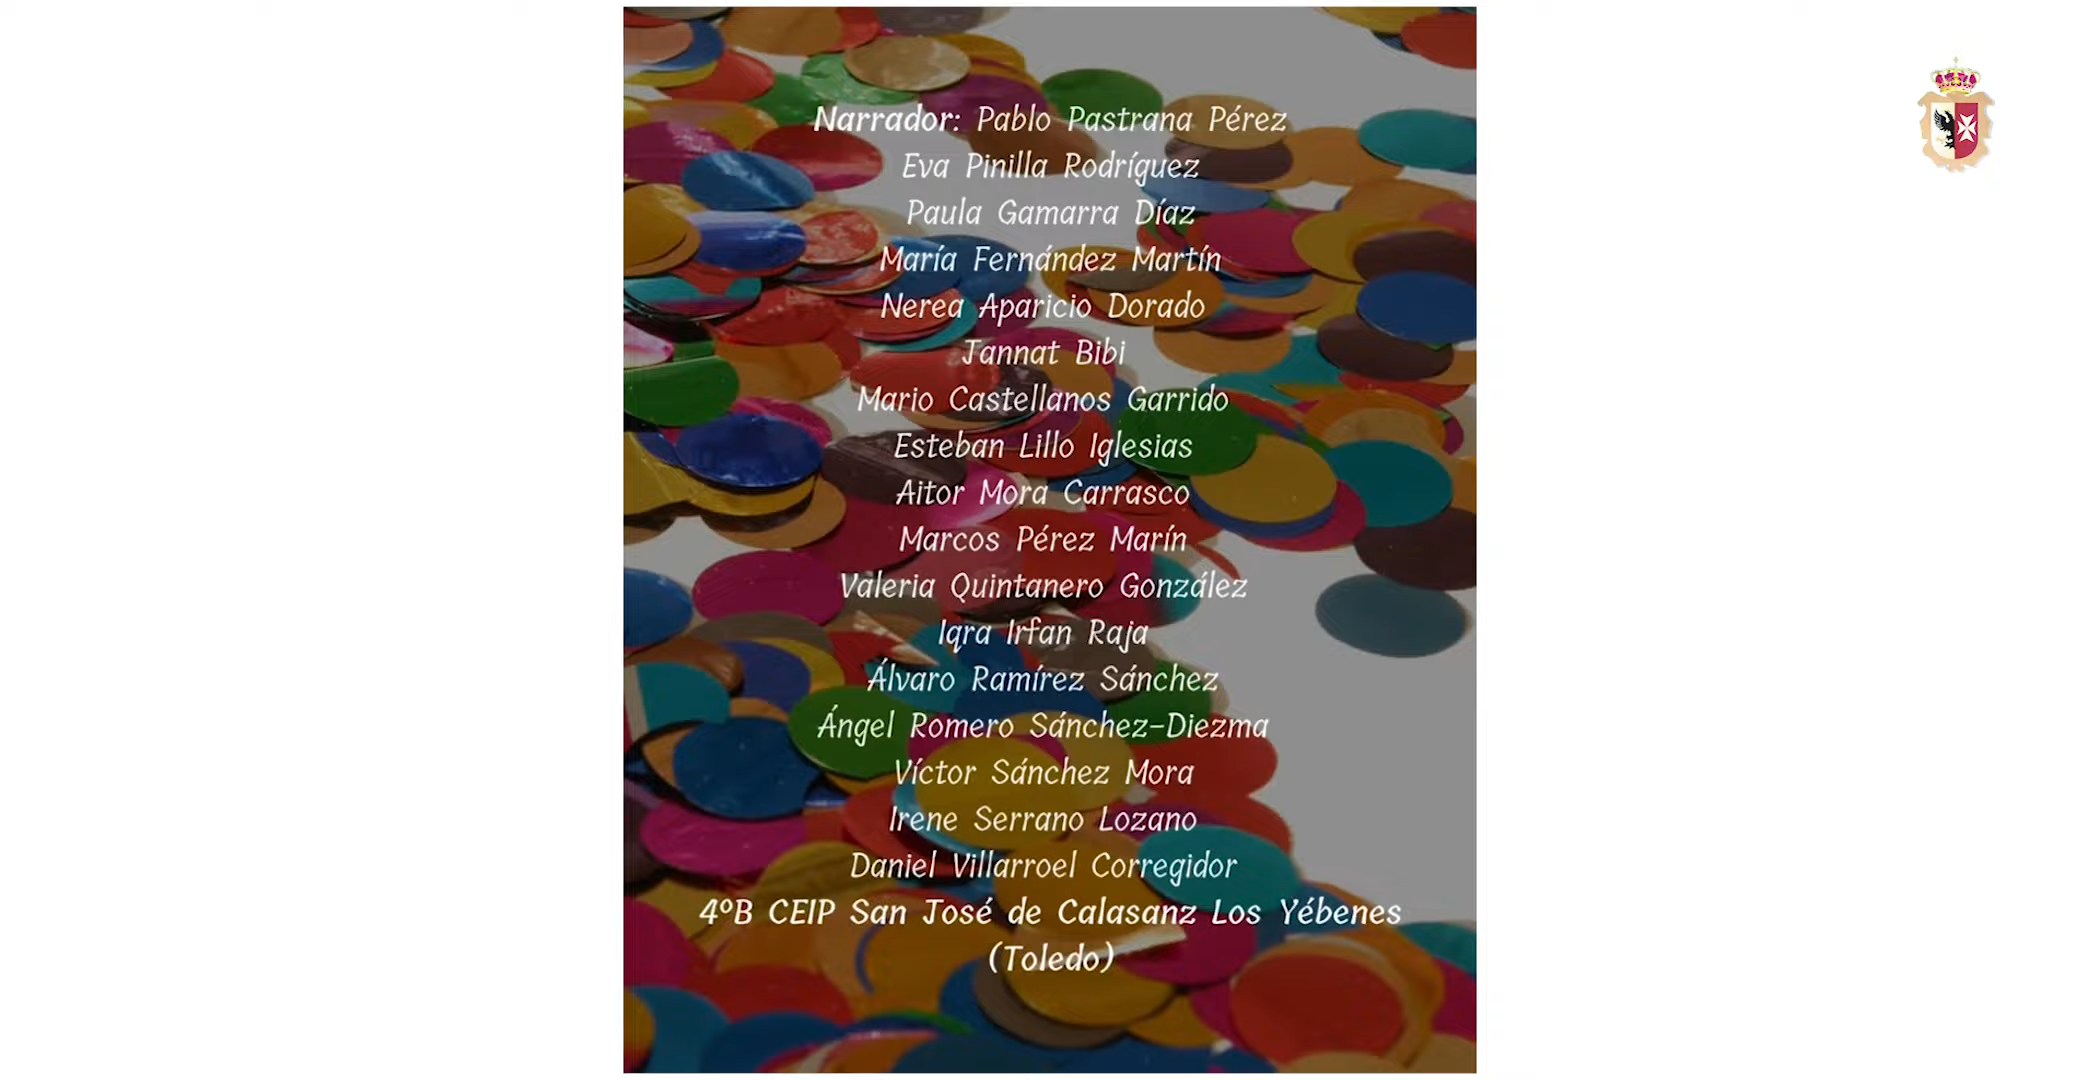 Narrador: Pablo Pastrana Pérez
Eva Pinilla Rodríguez
Paula Gamarra Díaz
María Fernández Martín
Nerea Aparicio Dorado
Jannat Bibi
Mario Castellanos Garrido
Esteban Lillo Iglesias
Aitor Mora Carrasco
Marcos Pérez Marín
Valeria Quintanero González
Iqra Irfan Raja
Álvaro Ramírez Sánchez
Ángel Romero Sánchez-Diezma
Víctor Sánchez Mora
Irene Serrano Lozano
Daniel Villarroel Corregidor
4ºB CEIP San José de Calasanz Los Yébenes
(Toledo)